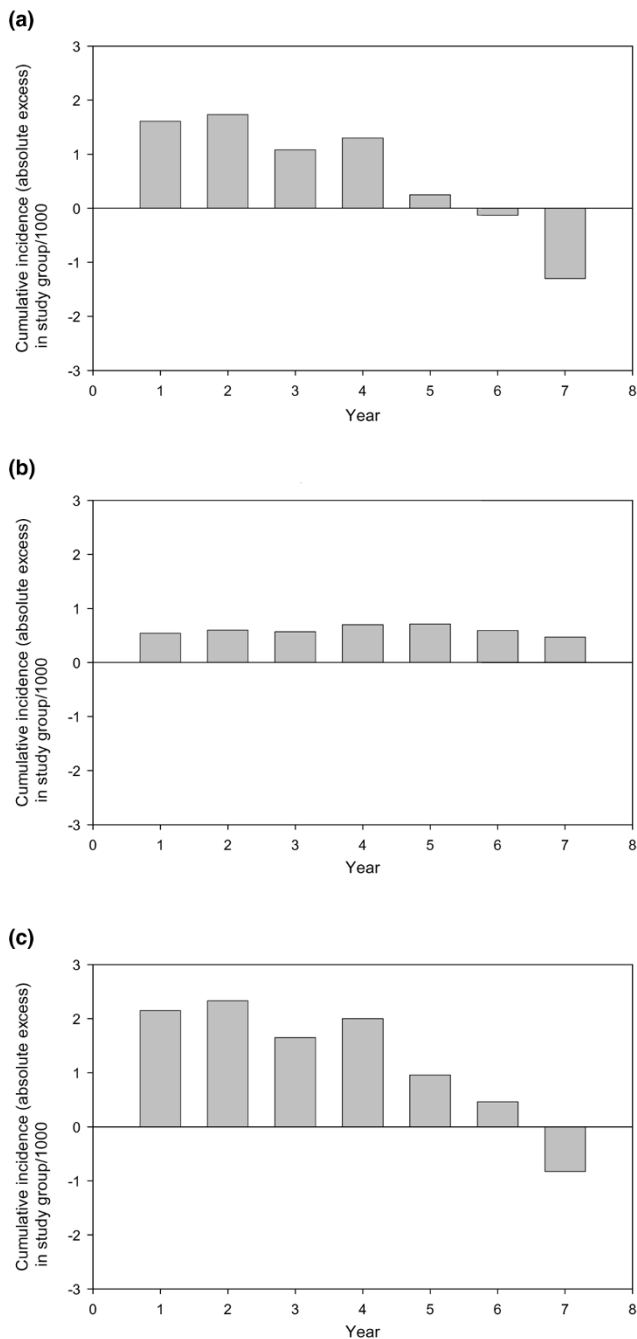 (a)
3
2
1
0
-1
-2
-3
Cumulative incidence (absolute excess)
in study group/1000
0 1 2 3 4 5 6 7 8
Year
(b)
3
2
1
0
-1
-2
-3
Cumulative incidence (absolute excess)
in study group/1000
0 1 2 3 4 5 6 7 8
Year
(c)
3
2
1
0
-1
-2
-3
Cumulative incidence (absolute excess)
in study group/1000
0 1 2 3 4 5 6 7 8
Year